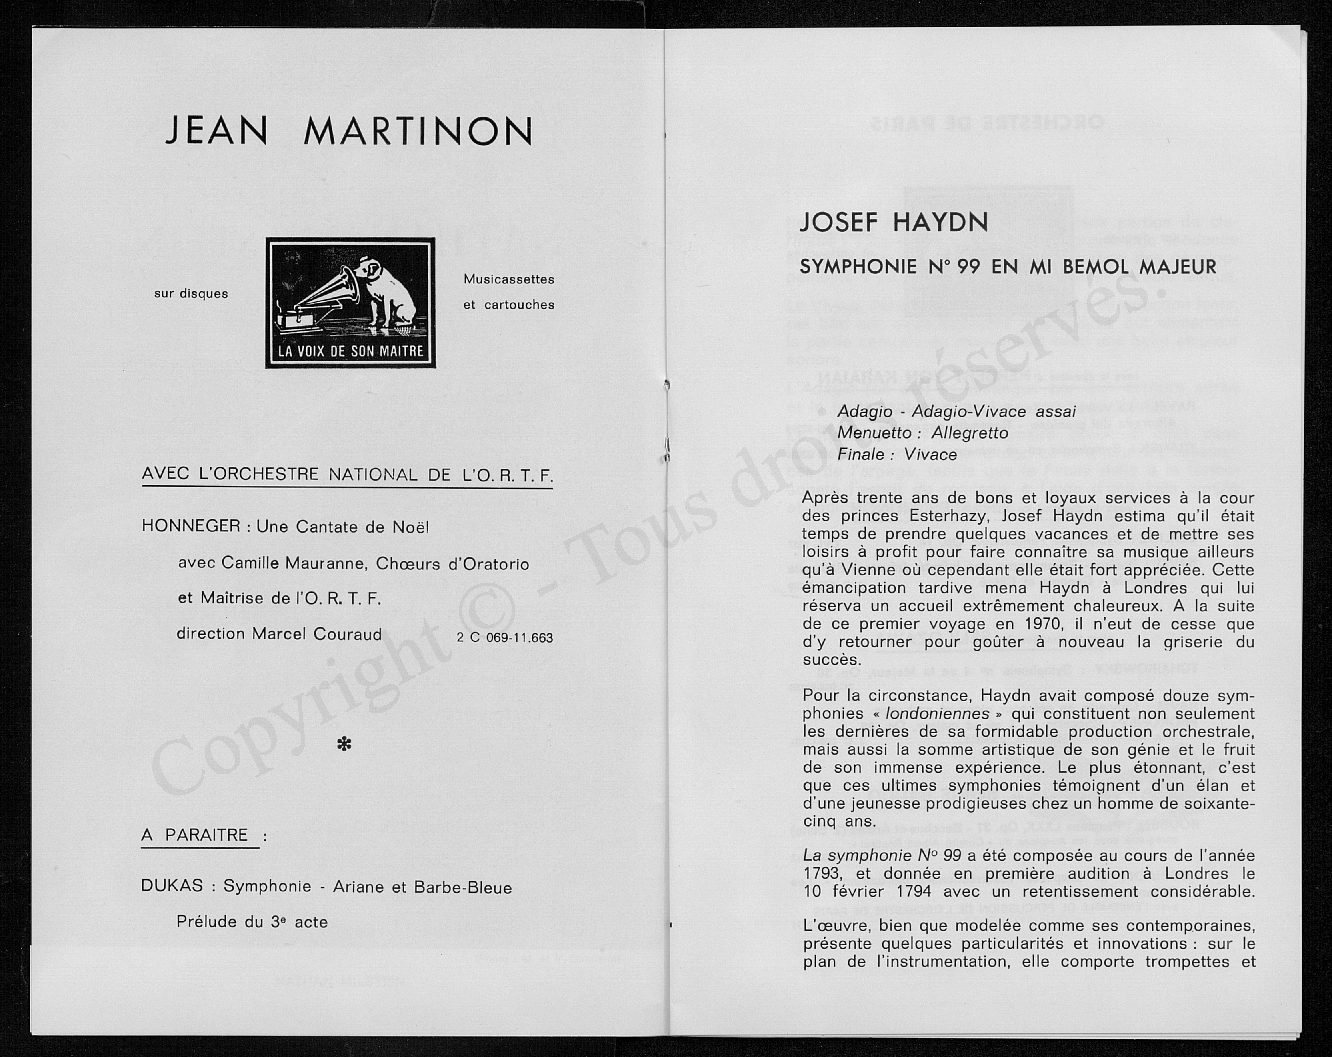 JEAN MARTINON
sur disques
LA VOIX DE SON MAITRE
Musicassettes
et cartouches
AVEC L'ORCHESTRE NATIONAL DE L'O. R. T. F.
HONNEGER : Une Cantate de Noël
avec Camille Mauranne, Chœurs d'Oratorio
et Maîtrise de l'O. R. T. F.
direction Marcel Couraud 2 C 069-11.663
*
A PARAITRE :
DUKAS : Symphonie - Ariane et Barbe-Bleue
Prélude du 3e acte
JOSEF HAYDN
SYMPHONIE N° 99 EN MI BEMOL MAJEUR
Adagio - Adagio-Vivace assai
Menuetto : Allegretto
Finale : Vivace
Après trente ans de bons et loyaux services à la cour
des princes Esterhazy, Josef Haydn estima qu'il était
temps de prendre quelques vacances et de mettre ses
loisirs à profit pour faire connaître sa musique ailleurs
qu'à Vienne où cependant elle était fort appréciée. Cette
émancipation tardive mena Haydn à Londres qui lui
réserva un accueil extrêmement chaleureux. A la suite
de ce premier voyage en 1970, il n'eut de cesse que
d'y retourner pour goûter à nouveau la griserie du
succès.
Pour la circonstance, Haydn avait composé douze sym-
phonies « londoniennes » qui constituent non seulement
les dernières de sa formidable production orchestrale,
mais aussi la somme artistique de son génie et le fruit
de son immense expérience. Le plus étonnant, c'est
que ces ultimes symphonies témoignent d'un élan et
d'une jeunesse prodigieuses chez un homme de soixante-
cinq ans.
La symphonie No 99 a été composée au cours de l'année
1793, et donnée en première audition à Londres le
10 février 1794 avec un retentissement considérable.
L'œuvre, bien que modelée comme ses contemporaines,
présente quelques particularités et innovations : sur le
plan de l'instrumentation, elle comporte trompettes et
Copyright © - Tous droits réservés.